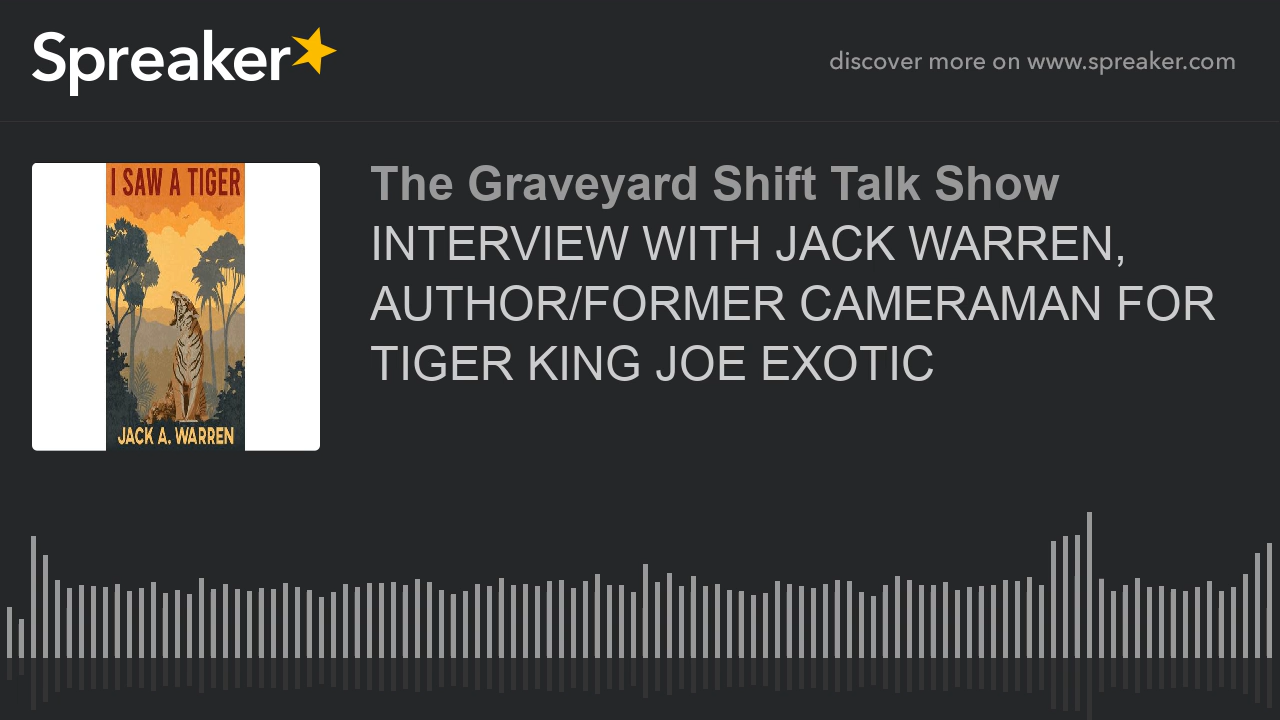 Spreaker
discover more on www.spreaker.com
I SAW A TIGER
JACK A. WARREN
The Graveyard Shift Talk Show
INTERVIEW WITH JACK WARREN,
AUTHOR/FORMER CAMERAMAN FOR
TIGER KING JOE EXOTIC